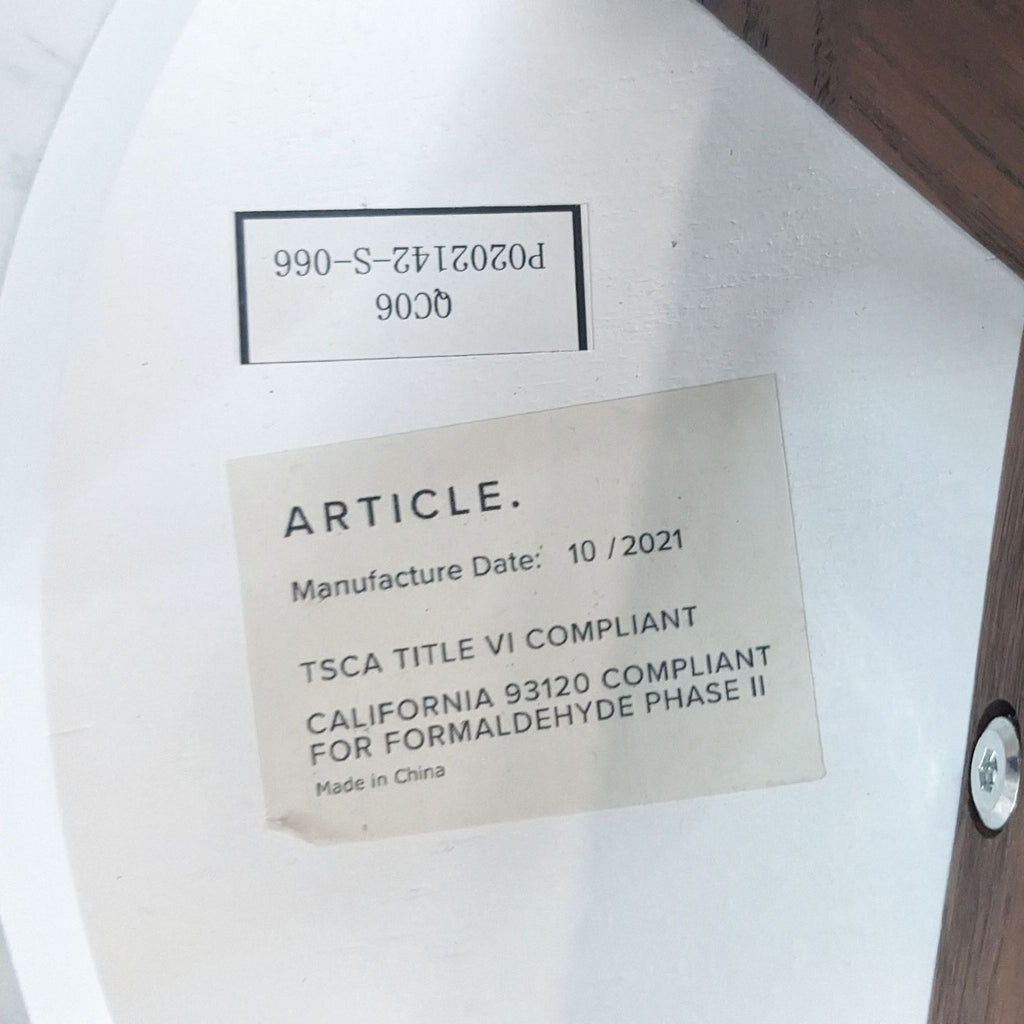 QC06
PO202142-S-066
ARTICLE.
Manufacture Date: 10 / 2021
TSCA TITLE VI COMPLIANT
CALIFORNIA 93120 COMPLIANT
FOR FORMALDEHYDE PHASE II
Made in China